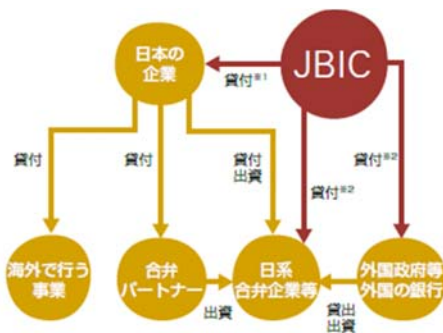 日本の
企業
JBIC
貸付※1
貸付
貸付
貸付
出資
貸付※2
貸付※2
海外で行う
事業
合弁
パートナー
出資
日系
合弁企業等
貸出
出資
外国政府等
外国の銀行